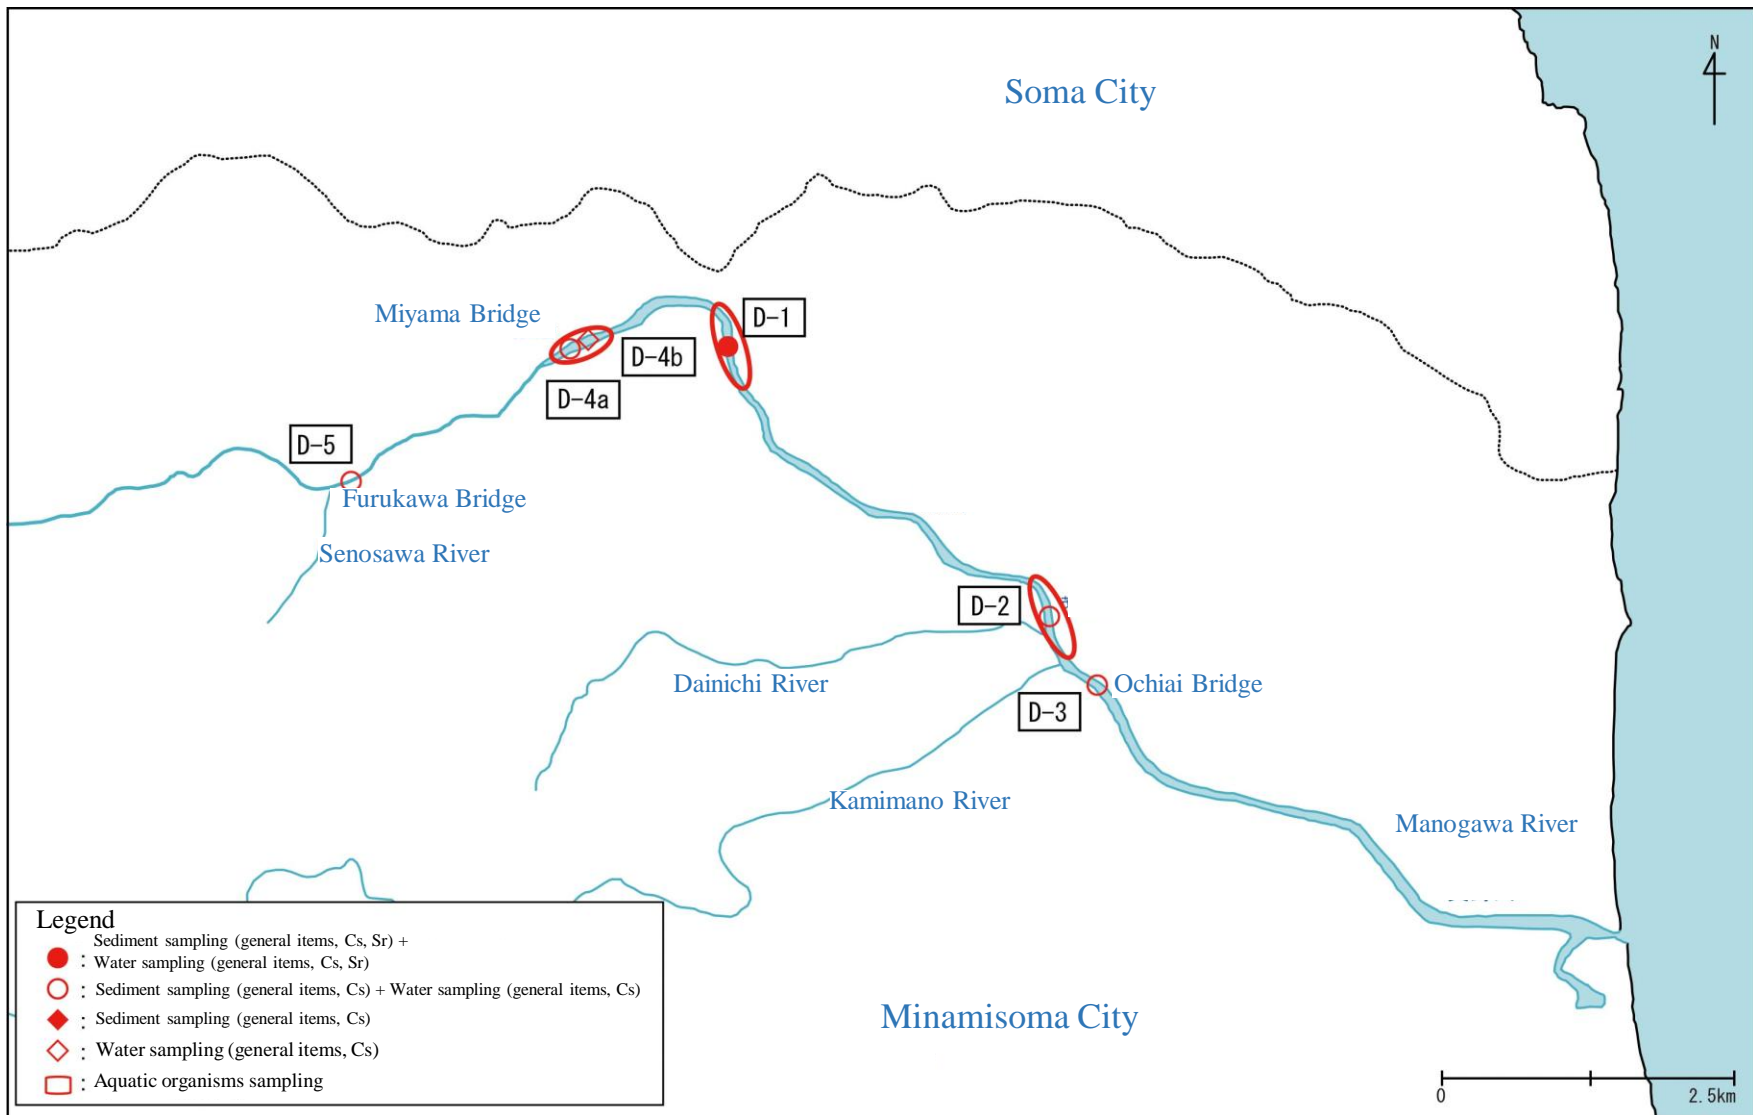 N
Soma City
Miyama Bridge
D-1
D-4b
D-4a
D-5
Furukawa Bridge
Senosawa River
D-2
Dainichi River
Ochiai Bridge
D-3
Kamimano River
Manogawa River
Minamisoma City
Legend
Sediment sampling (general items, Cs, Sr) +
: Water sampling (general items, Cs, Sr)
: Sediment sampling (general items, Cs) + Water sampling (general items, Cs)
: Sediment sampling (general items, Cs)
: Water sampling (general items, Cs)
: Aquatic organisms sampling
0 2.5km